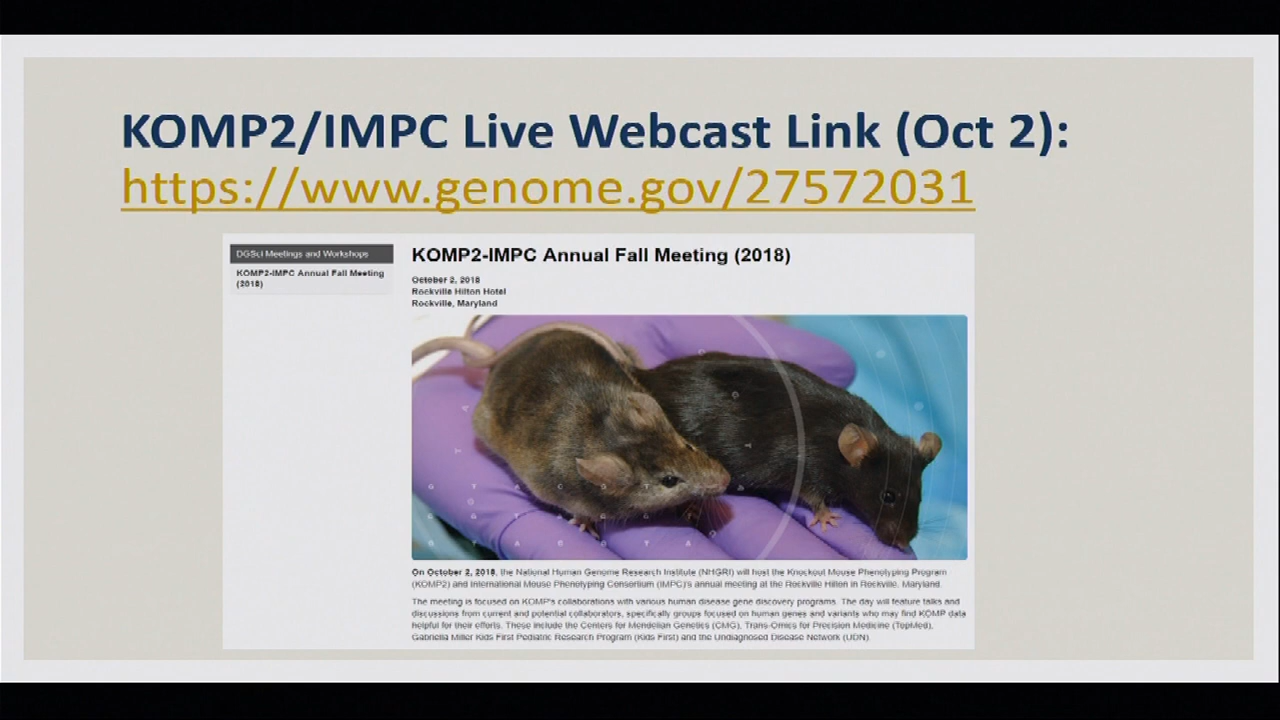 KOMP2/IMPC Live Webcast Link (Oct 2):
https://www.genome.gov/27572031
DGSci Meetings and Workshops
KOMP2-IMPC Annual Fall Meeting
(2018)
KOMP2-IMPC Annual Fall Meeting (2018)
October 2, 2018
Rockville Hilton Hotel
Rockville, Maryland
On October 2, 2018, the National Human Genome Research Institute (NHGRI) will host the Knockout Mouse Phenotyping Program
(KOMP2) and International Mouse Phenotyping Consortium (IMPC)'s annual meeting at the Rockville Hilton in Rockville, Maryland.
The meeting is focused on KOMP's collaborations with various human disease gene discovery programs. The day will feature talks and
discussions from current and potential collaborators, specifically groups focused on human genes and variants who may find KOMP data
helpful for their efforts. These include the Centers for Mendelian Genetics (CMG), Trans-Omics for Precision Medicine (TopMed),
Gabriella Miller Kids First Pediatric Research Program (Kids First) and the Undiagnosed Disease Network (UDN).